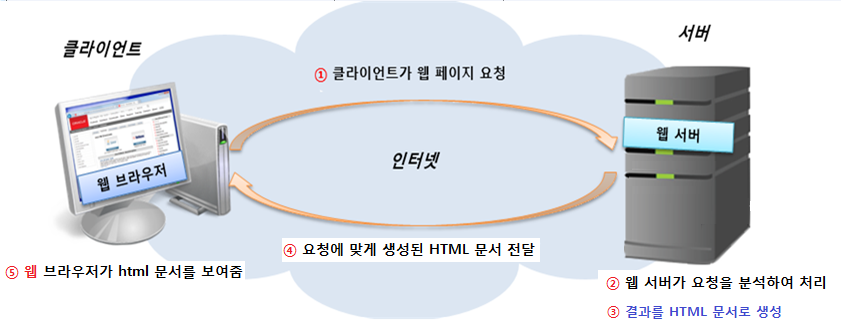 클라이언트
서버
① 클라이언트가 웹 페이지 요청
웹 서버
인터넷
웹 브라우저
④ 요청에 맞게 생성된 HTML 문서 전달
⑤ 웹 브라우저가 html 문서를 보여줌
② 웹 서버가 요청을 분석하여 처리
③ 결과를 HTML 문서로 생성